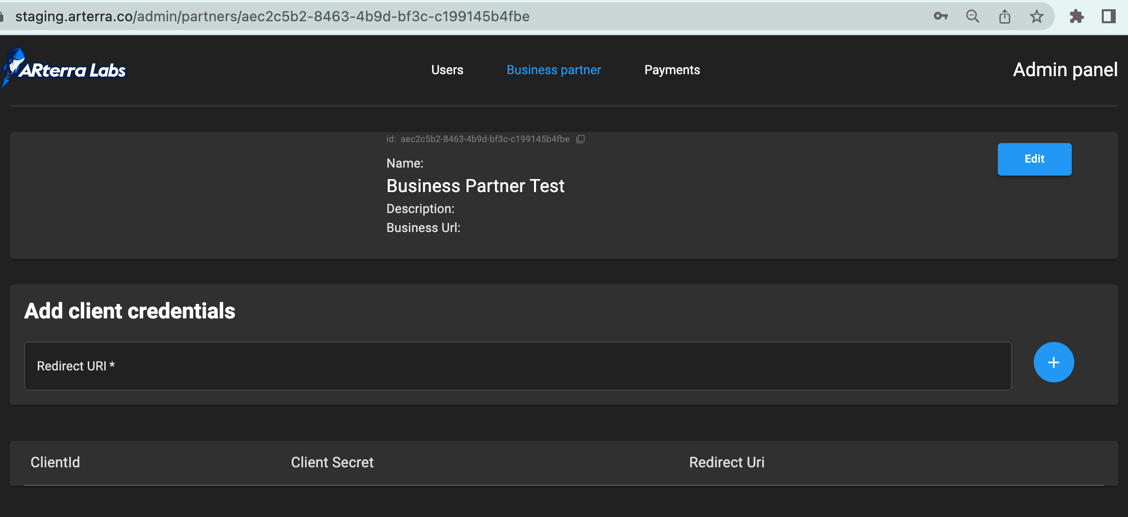 staging.arterra.co/admin/partners/aec2c5b2-8463-4b9d-bf3c-c199145b4fbe
ARterra Labs
Users
Business partner
Payments
Admin panel
id: aec2c5b2-8463-4b9d-bf3c-c199145b4fbe
Name:
Edit
Business Partner Test
Description:
Business Url:
Add client credentials
Redirect URI *
+
ClientId
Client Secret
Redirect Uri